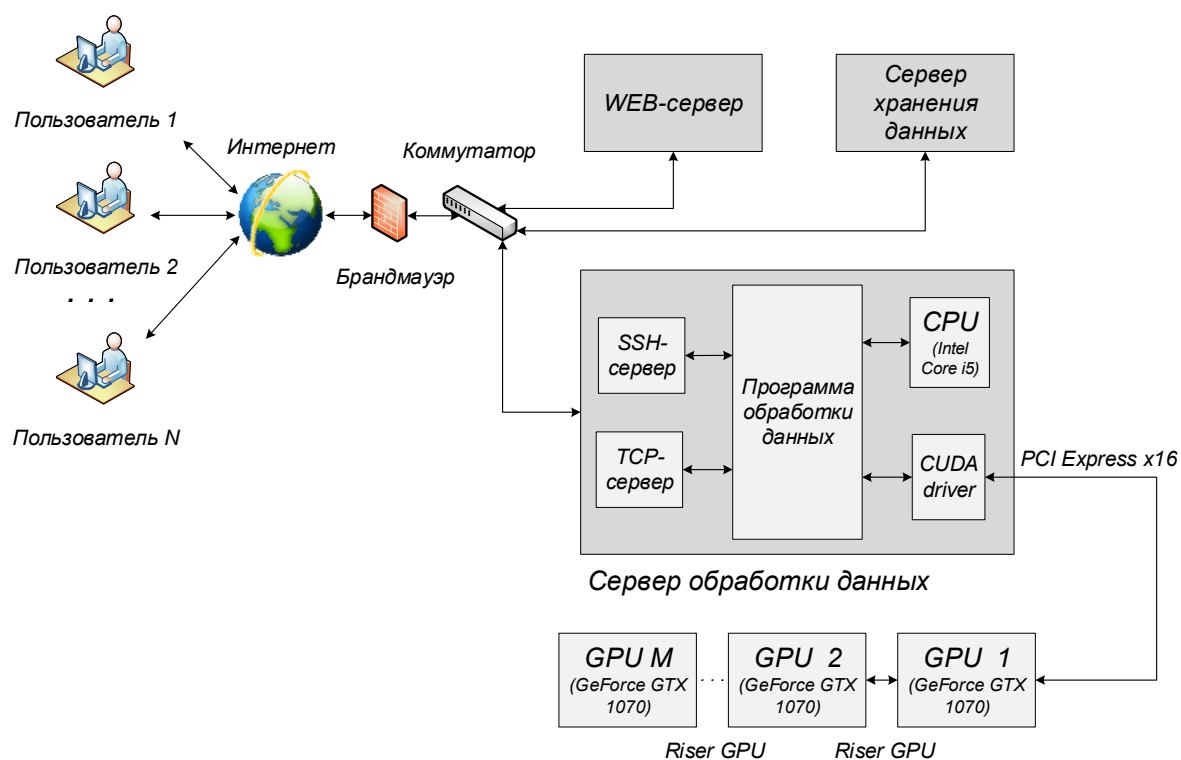 Пользователь 1
Интернет
Коммутатор
WEB-сервер
Сервер
хранения
данных
Пользователь 2
. . .
Брандмауэр
Пользователь N
SSH-
сервер
TCP-
сервер
Программа
обработки
данных
CPU
(Intel
Core i5)
CUDA
driver
PCI Express x16
Сервер обработки данных
GPU M
(GeForce GTX
1070)
. . .
GPU 2
(GeForce GTX
1070)
GPU 1
(GeForce GTX
1070)
Riser GPU
Riser GPU